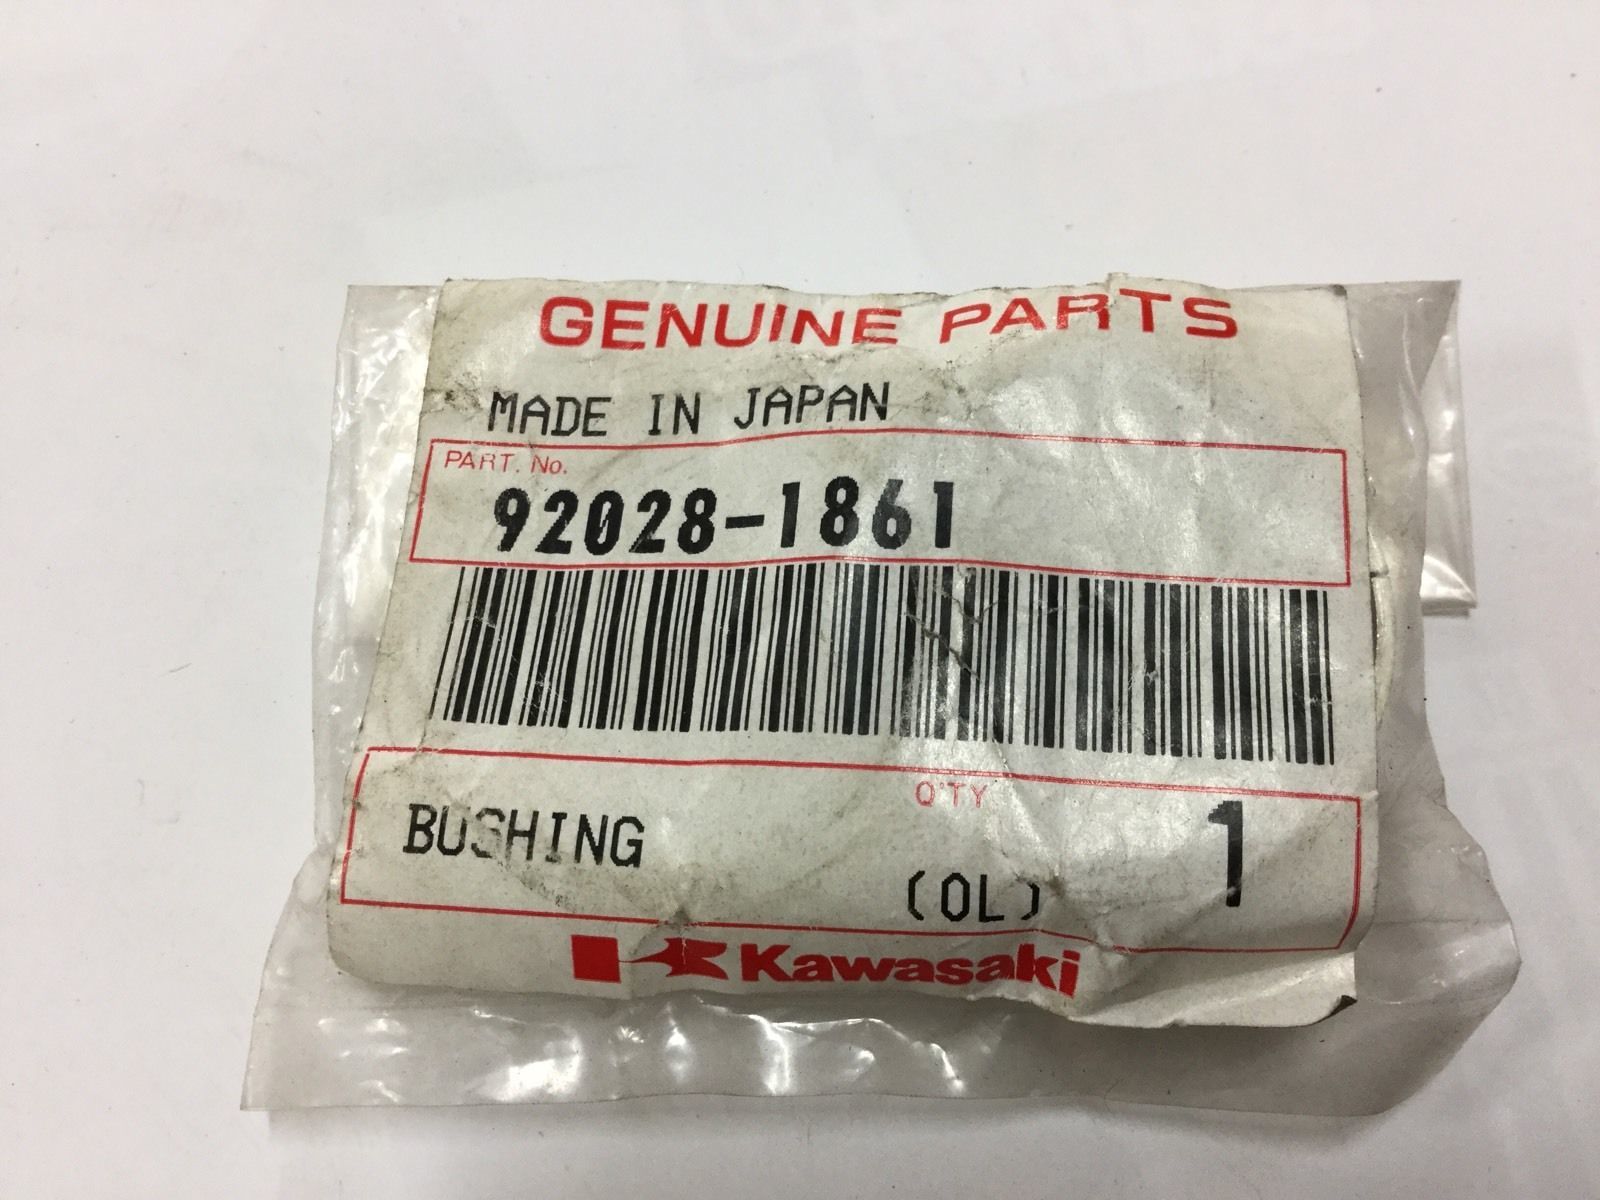 GENUINE PARTS
MADE IN JAPAN
PART. No.
92028-1861
Q'TY
BUSHING
1
(OL)
Kawasaki